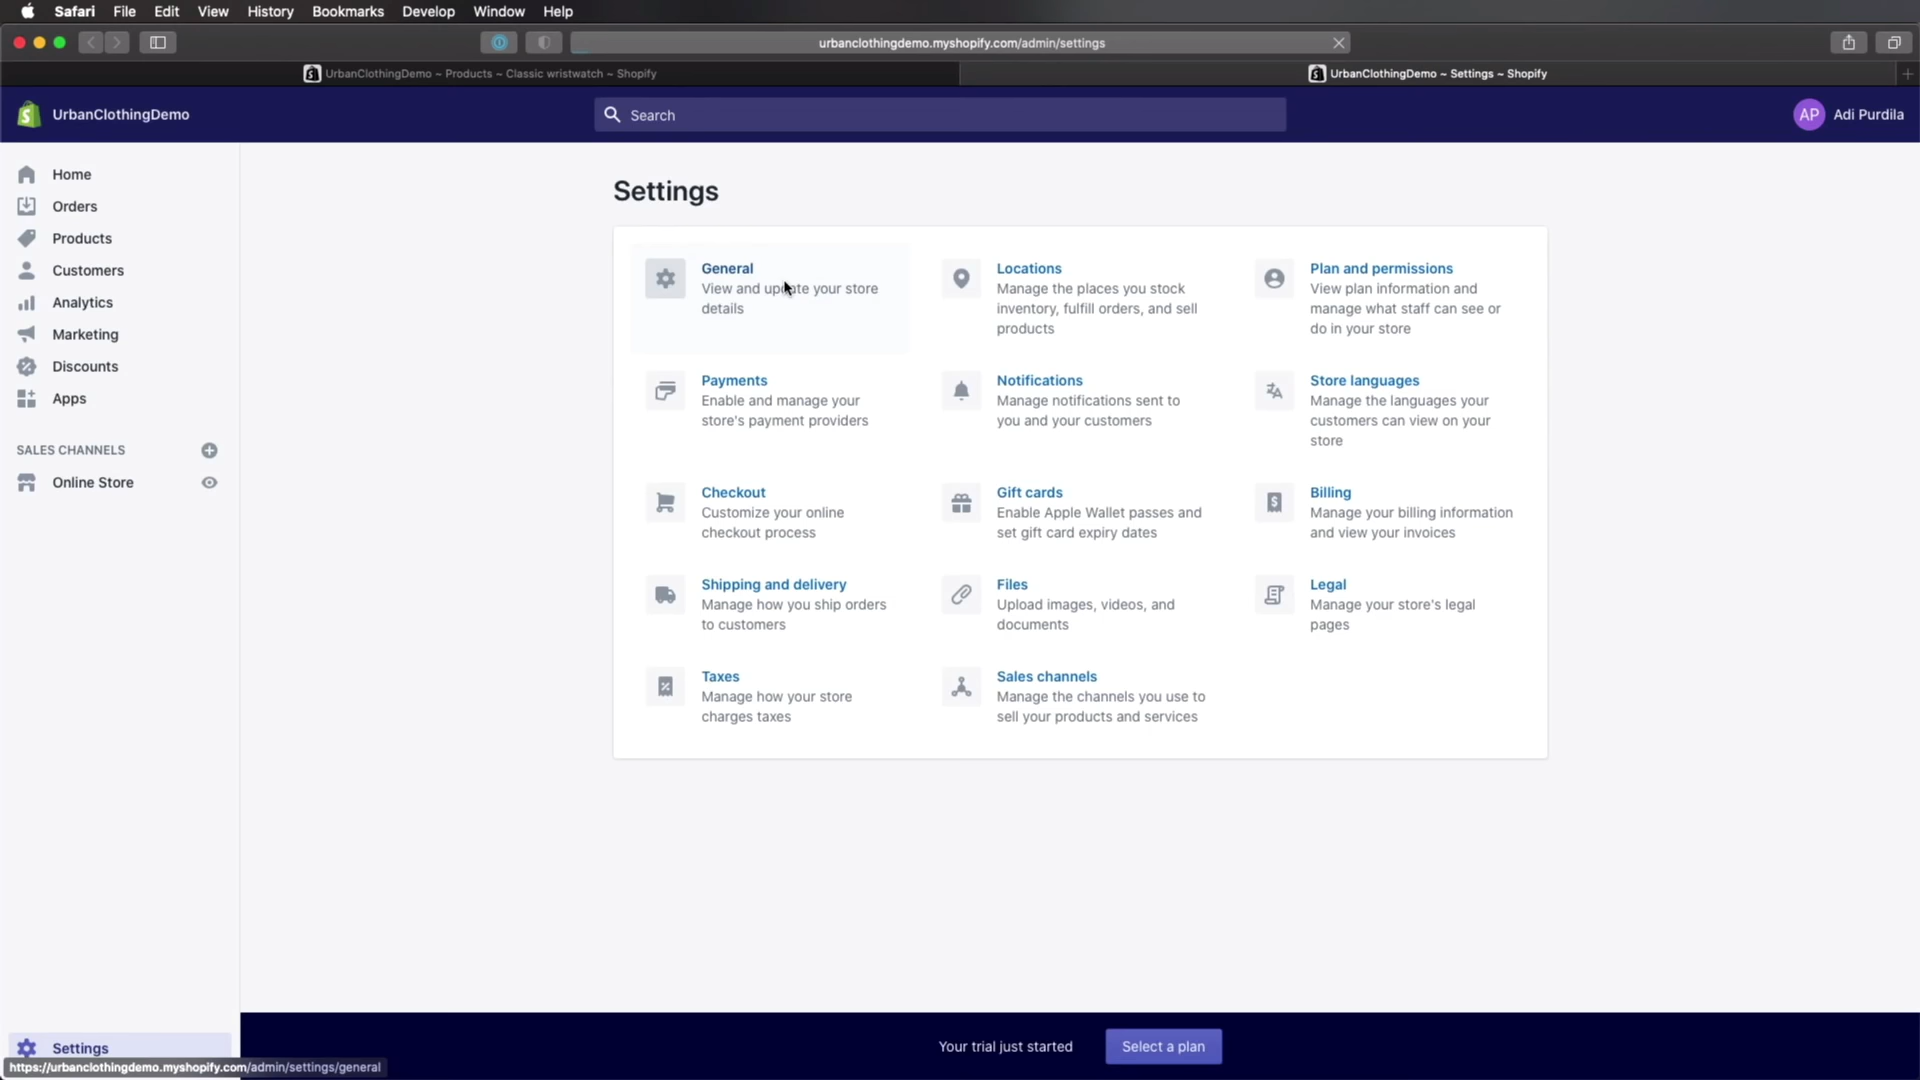 Safari File Edit View History Bookmarks Develop Window Help
urbanclothingdemo.myshopify.com/admin/settings
UrbanClothingDemo ~ Products ~ Classic wristwatch ~ Shopify
UrbanClothingDemo ~ Settings ~ Shopify
UrbanClothingDemo
Search
AP Adi Purdila
Home
Orders
Products
Customers
Analytics
Marketing
Discounts
Apps
SALES CHANNELS
Online Store
Settings
https://urbanclothingdemo.myshopify.com/admin/settings/general
Settings
General
View and update your store
details
Locations
Manage the places you stock
inventory, fulfill orders, and sell
products
Plan and permissions
View plan information and
manage what staff can see or
do in your store
Payments
Enable and manage your
store's payment providers
Notifications
Manage notifications sent to
you and your customers
Store languages
Manage the languages your
customers can view on your
store
Checkout
Customize your online
checkout process
Gift cards
Enable Apple Wallet passes and
set gift card expiry dates
Billing
Manage your billing information
and view your invoices
Shipping and delivery
Manage how you ship orders
to customers
Files
Upload images, videos, and
documents
Legal
Manage your store's legal
pages
Taxes
Manage how your store
charges taxes
Sales channels
Manage the channels you use to
sell your products and services
Your trial just started
Select a plan